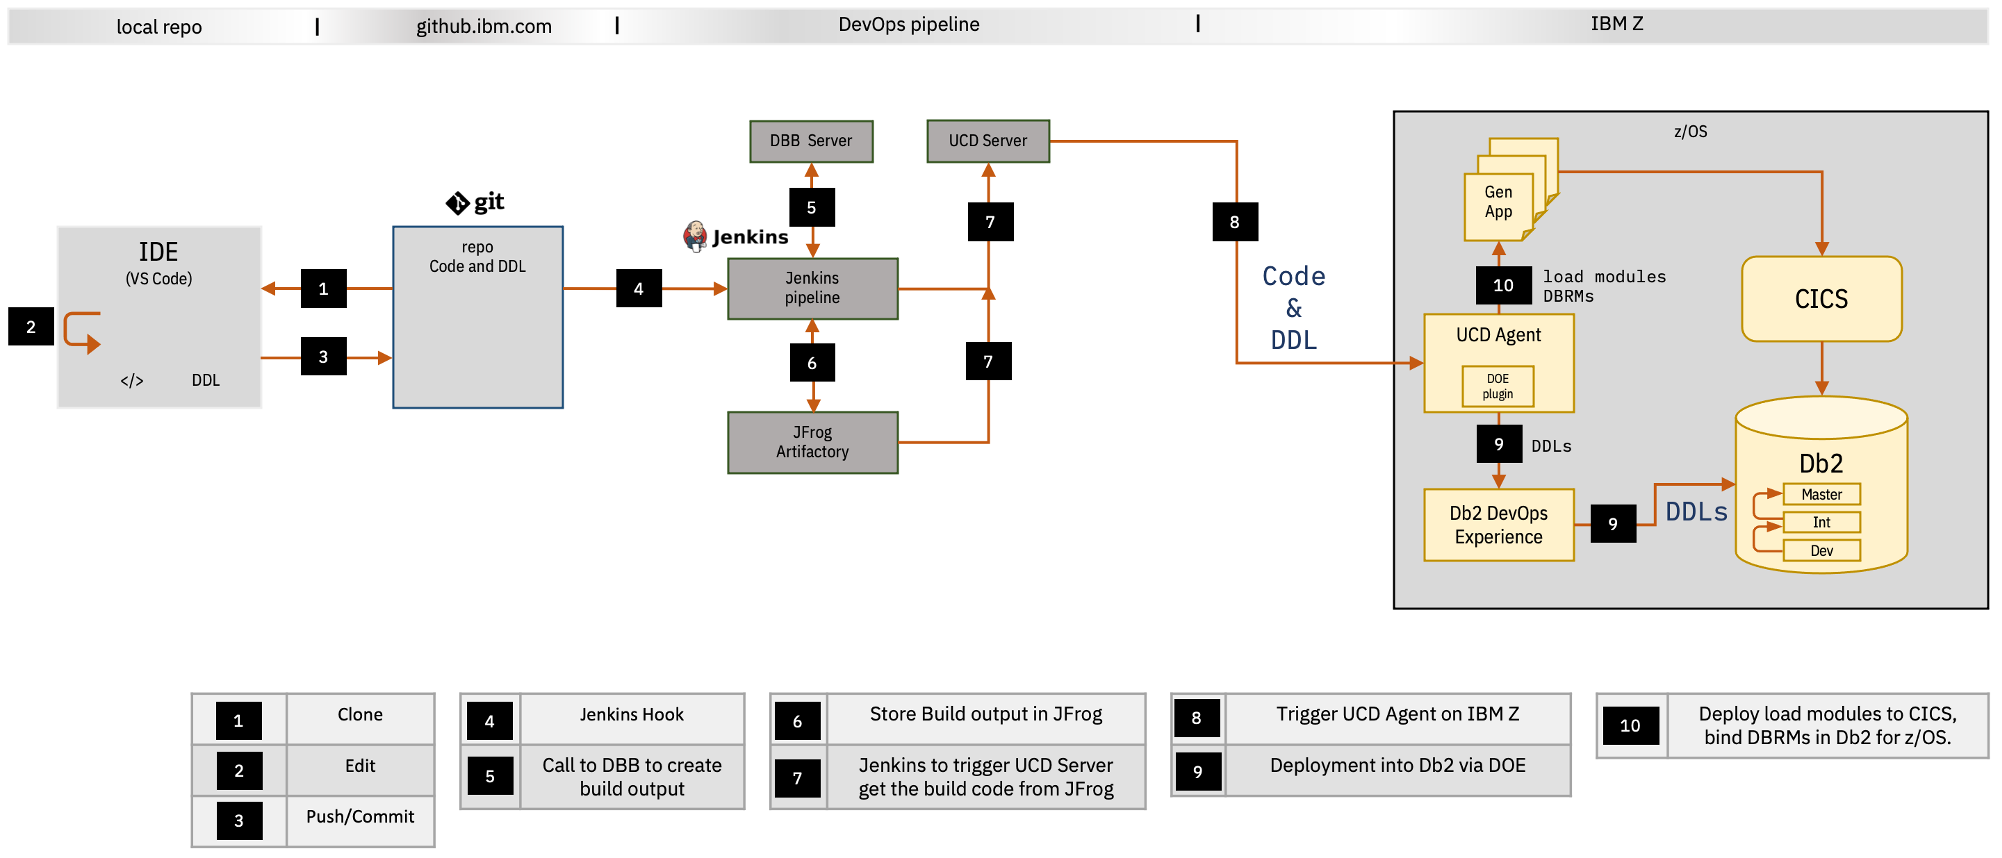 local repo
github.ibm.com
DevOps pipeline
IBM Z
IDE
(VS Code)
</>
DDL
1
2
3
git
repo
Code and DDL
4
Jenkins
DBB Server
5
Jenkins
pipeline
6
JFrog
Artifactory
UCD Server
7
7
8
Code
&
DDL
z/OS
Gen
App
10
load modules
DBRMs
UCD Agent
DOE
plugin
9
DDLs
Db2 DevOps
Experience
9
DDLs
CICS
Db2
Master
Int
Dev
1
Clone
2
Edit
3
Push/Commit
4
Jenkins Hook
5
Call to DBB to create
build output
6
Store Build output in JFrog
7
Jenkins to trigger UCD Server
get the build code from JFrog
8
Trigger UCD Agent on IBM Z
9
Deployment into Db2 via DOE
10
Deploy load modules to CICS,
bind DBRMs in Db2 for z/OS.